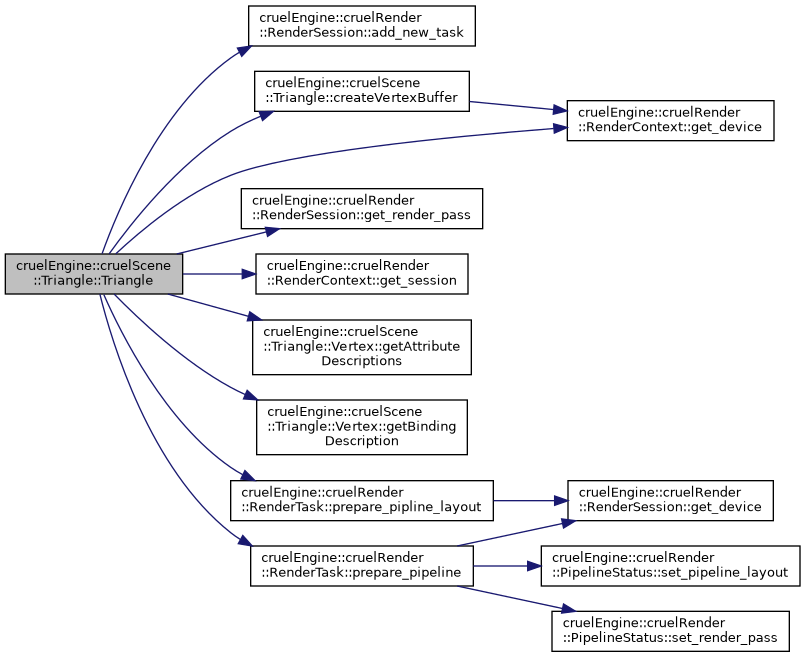 cruelEngine::cruelScene
::Triangle::Triangle
cruelEngine::cruelRender
::RenderSession::add_new_task
cruelEngine::cruelScene
::Triangle::createVertexBuffer
cruelEngine::cruelRender
::RenderContext::get_device
cruelEngine::cruelRender
::RenderSession::get_render_pass
cruelEngine::cruelRender
::RenderContext::get_session
cruelEngine::cruelScene
::Triangle::Vertex::getAttribute
Descriptions
cruelEngine::cruelScene
::Triangle::Vertex::getBinding
Description
cruelEngine::cruelRender
::RenderTask::prepare_pipline_layout
cruelEngine::cruelRender
::RenderSession::get_device
cruelEngine::cruelRender
::RenderTask::prepare_pipeline
cruelEngine::cruelRender
::PipelineStatus::set_pipeline_layout
cruelEngine::cruelRender
::PipelineStatus::set_render_pass